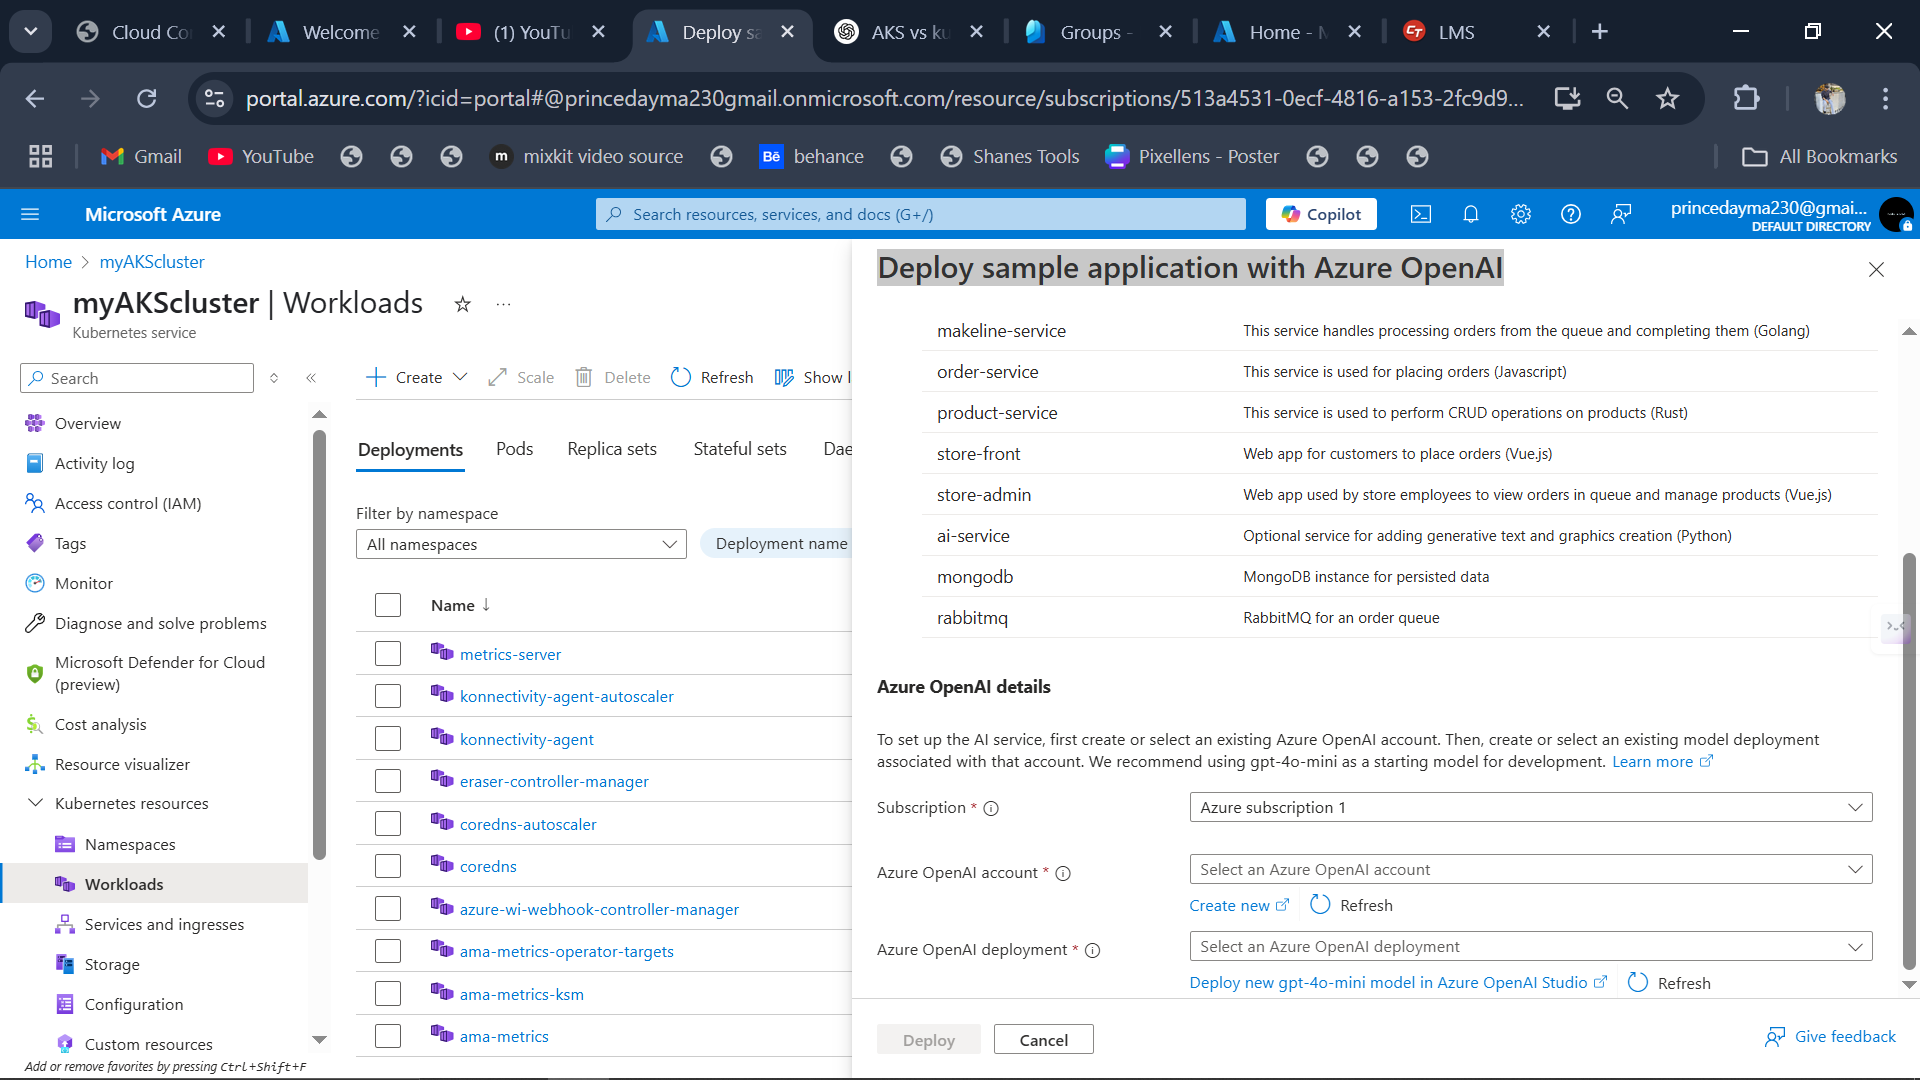 Cloud Co
Welcome
(1) YouTu
Deploy sa
AKS vs ku
Groups -
Home - M
LMS
portal.azure.com/?icid=portal#@princedayma230gmail.onmicrosoft.com/resource/subscriptions/513a4531-0ecf-4816-a153-2fc9d9...
Gmail
YouTube
m mixkit video source
Bē behance
Shanes Tools
Pixellens - Poster
All Bookmarks
Microsoft Azure
Search resources, services, and docs (G+/)
Copilot
princedayma230@gmai...
DEFAULT DIRECTORY
Home > myAKScluster
myAKScluster | Workloads
Kubernetes service
Search
Overview
Activity log
Access control (IAM)
Tags
Monitor
Diagnose and solve problems
Microsoft Defender for Cloud
(preview)
Cost analysis
Resource visualizer
Kubernetes resources
Namespaces
Workloads
Services and ingresses
Storage
Configuration
Custom resources
Add or remove favorites by pressing Ctrl+Shift+F
Create
Scale
Delete
Refresh
Show l
Deployments
Pods
Replica sets
Stateful sets
Dae
Filter by namespace
All namespaces
Deployment name
Name ↓
metrics-server
konnectivity-agent-autoscaler
konnectivity-agent
eraser-controller-manager
coredns-autoscaler
coredns
azure-wi-webhook-controller-manager
ama-metrics-operator-targets
ama-metrics-ksm
ama-metrics
Deploy sample application with Azure OpenAI
makeline-service This service handles processing orders from the queue and completing them (Golang)
order-service This service is used for placing orders (Javascript)
product-service This service is used to perform CRUD operations on products (Rust)
store-front Web app for customers to place orders (Vue.js)
store-admin Web app used by store employees to view orders in queue and manage products (Vue.js)
ai-service Optional service for adding generative text and graphics creation (Python)
mongodb MongoDB instance for persisted data
rabbitmq RabbitMQ for an order queue
Azure OpenAI details
To set up the AI service, first create or select an existing Azure OpenAI account. Then, create or select an existing model deployment
associated with that account. We recommend using gpt-4o-mini as a starting model for development. Learn more
Subscription * Azure subscription 1
Azure OpenAI account * Select an Azure OpenAI account
Create new Refresh
Azure OpenAI deployment * Select an Azure OpenAI deployment
Deploy new gpt-4o-mini model in Azure OpenAI Studio Refresh
Deploy
Cancel
Give feedback